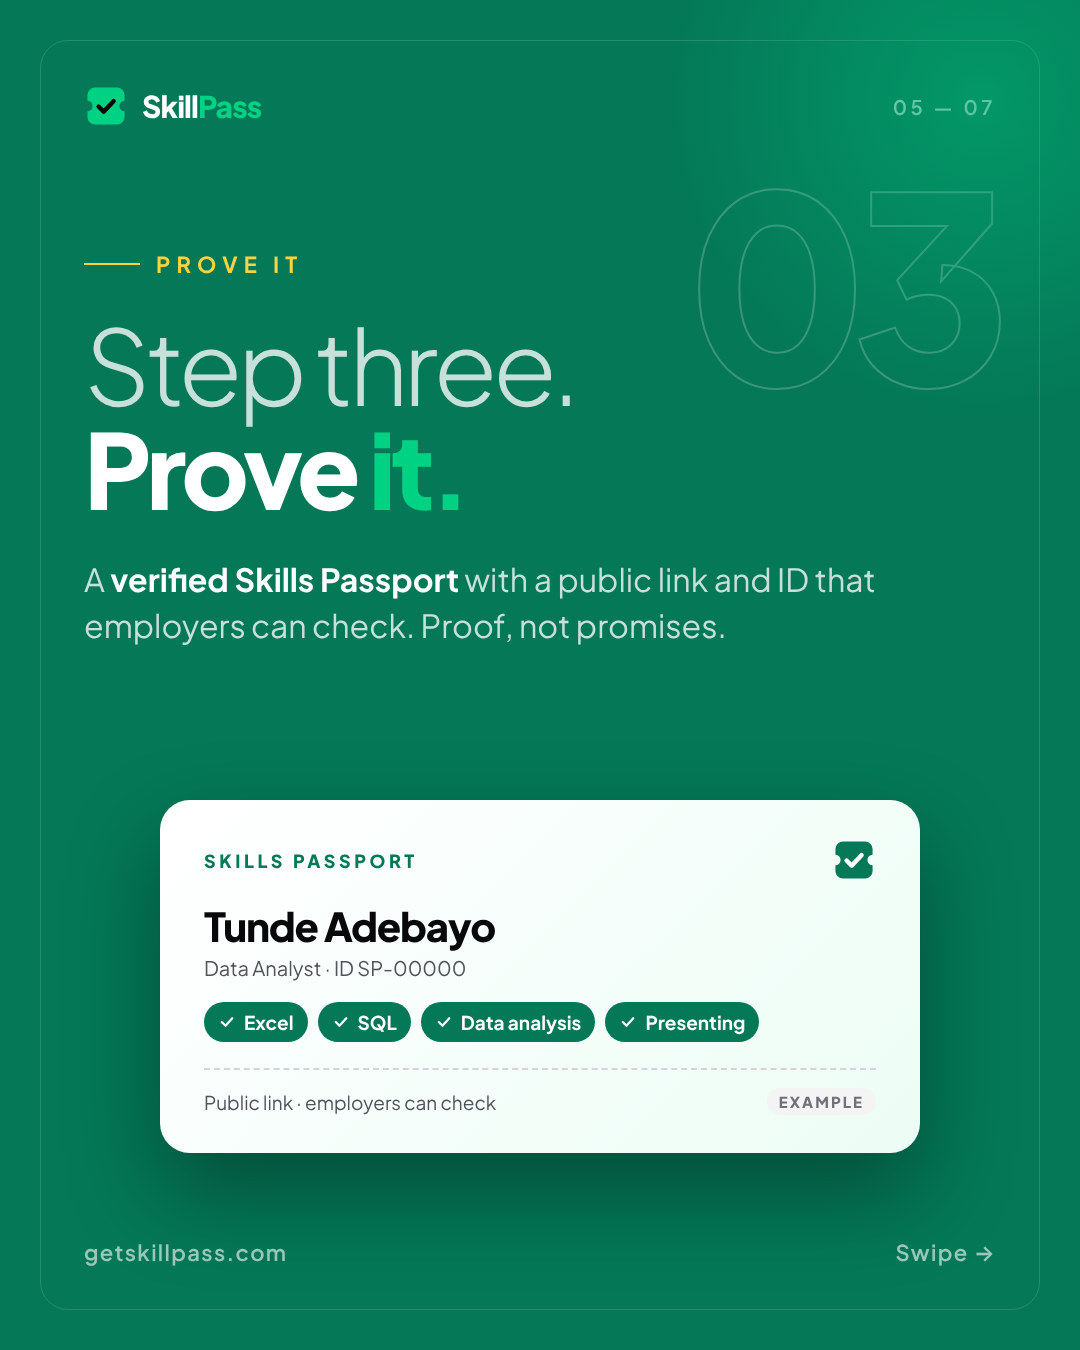 SkillPass
05 — 07
03
PROVE IT
Step three.
Prove it.
A verified Skills Passport with a public link and ID that
employers can check. Proof, not promises.
SKILLS PASSPORT
Tunde Adebayo
Data Analyst · ID SP-00000
Excel SQL Data analysis Presenting
Public link · employers can check
EXAMPLE
getskillpass.com
Swipe →